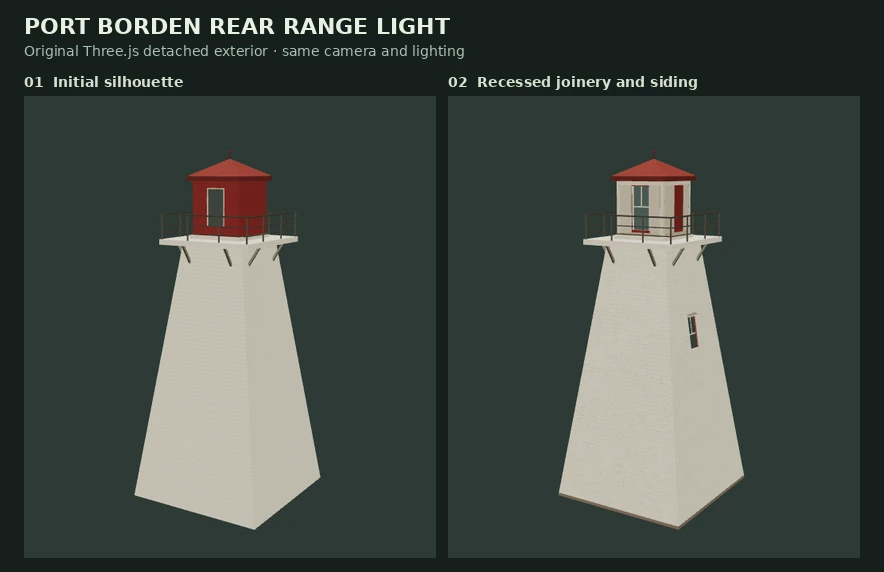 PORT BORDEN REAR RANGE LIGHT
Original Three.js detached exterior · same camera and lighting
01 Initial silhouette
02 Recessed joinery and siding